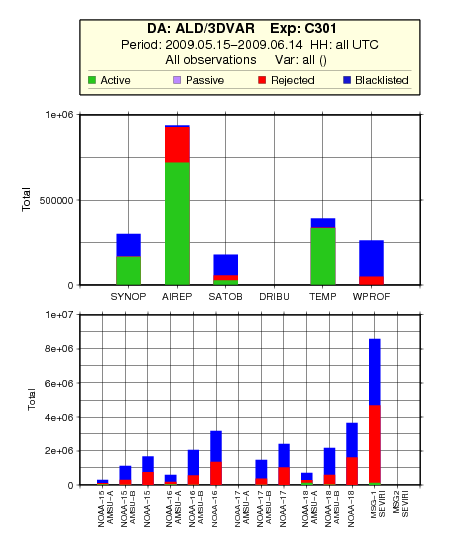 DA: ALD/3DVAR Exp: C301
Period: 2009.05.15–2009.06.14 HH: all UTC
All observations Var: all ()
Active Passive Rejected Blacklisted
1e+06
500000
0
Total
SYNOP AIREP SATOB DRIBU TEMP WPROF
1e+07
8e+06
6e+06
4e+06
2e+06
0
Total
NOAA–15 AMSU–A
NOAA–15 AMSU–B
NOAA–15
NOAA–16 AMSU–A
NOAA–16 AMSU–B
NOAA–16
NOAA–17 AMSU–A
NOAA–17 AMSU–B
NOAA–17
NOAA–18 AMSU–A
NOAA–18 AMSU–B
NOAA–18
MSG–1 SEVIRI
MSG2 SEVIRI